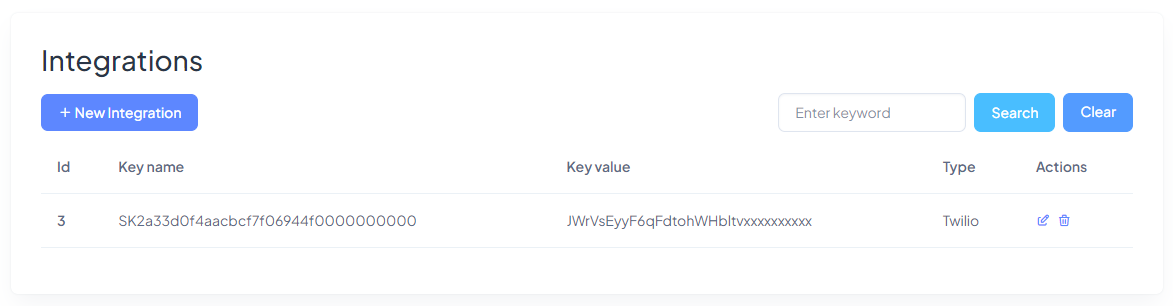 Integrations
+ New Integration
Enter keyword
Search
Clear
Id Key name Key value Type Actions
3 SK2a33d0f4aacbcf7f06944f0000000000 JWrVsEyyF6qFdtohWHbltvxxxxxxxxxx Twilio